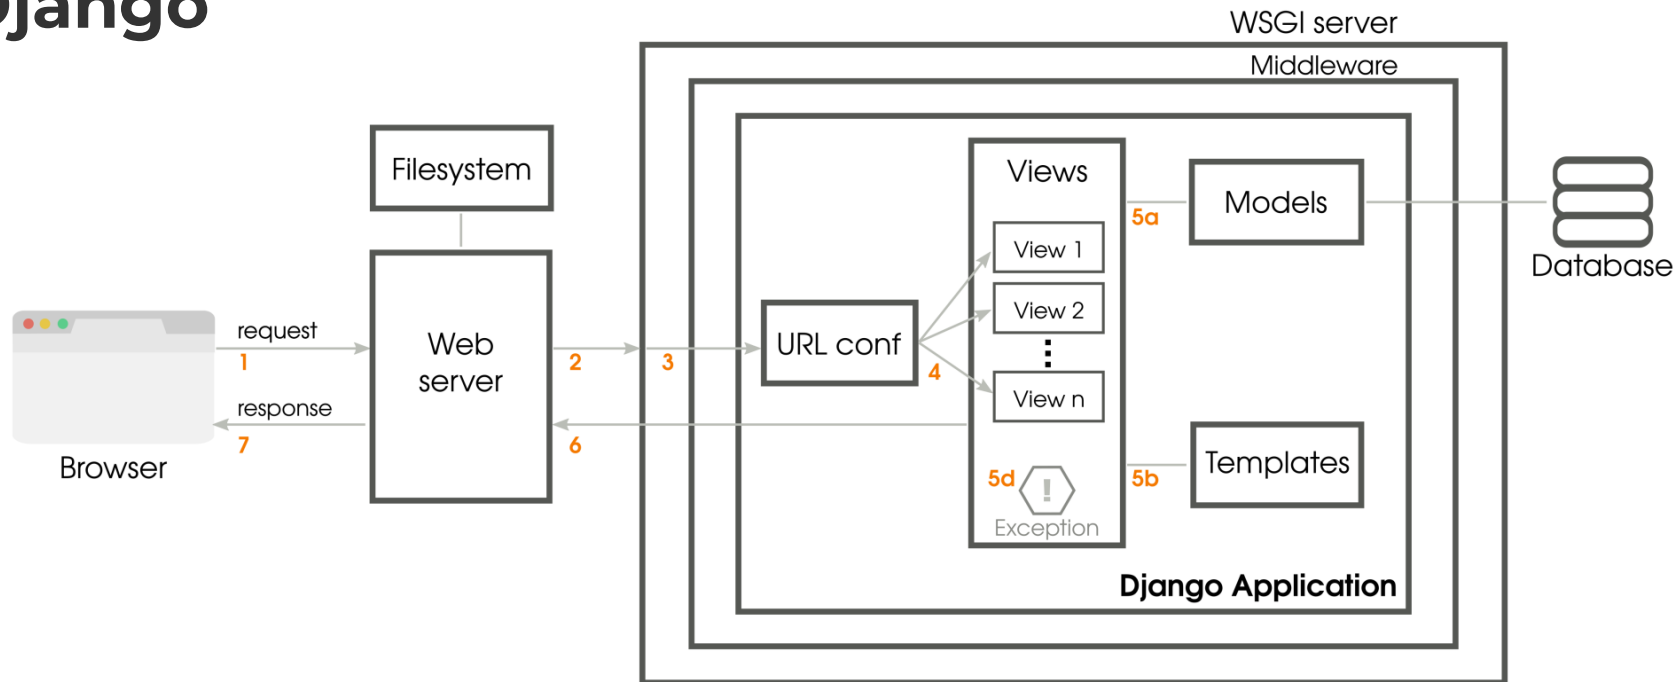 Django
WSGI server
Middleware
Filesystem
Views
Models
5a
View 1
Database
View 2
request
1
Web
server
2
3
URL conf
4
View n
response
7
6
Browser
5d
!
Exception
5b
Templates
Django Application